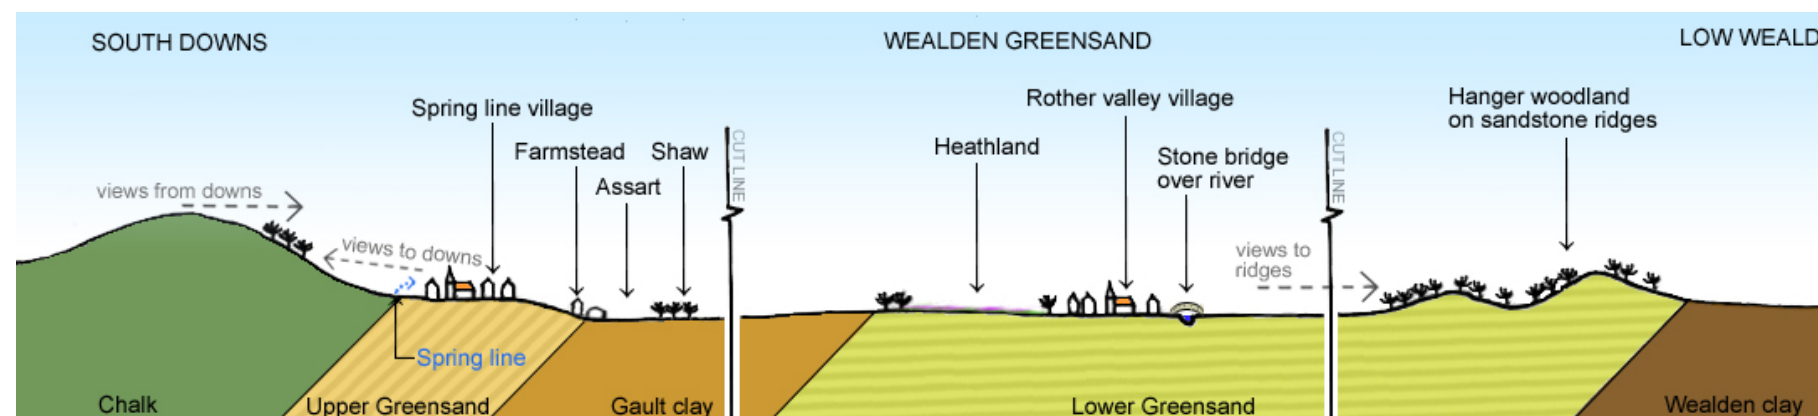 SOUTH DOWNS
WEALDEN GREENSAND
LOW WEALD
Spring line village
Farmstead
Shaw
Assart
views from downs
views to downs
Spring line
CUT LINE
Heathland
Rother valley village
Stone bridge
over river
views to
ridges
CUT LINE
Hanger woodland
on sandstone ridges
Chalk
Upper Greensand
Gault clay
Lower Greensand
Wealden clay